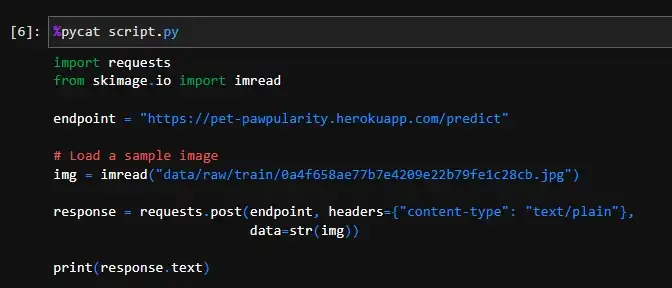 [6]: %pycat script.py
import requests
from skimage.io import imread
endpoint = "https://pet-pawpularity.herokuapp.com/predict"
# Load a sample image
img = imread("data/raw/train/0a4f658ae77b7e4209e22b79fe1c28cb.jpg")
response = requests.post(endpoint, headers={"content-type": "text/plain"},
data=str(img))
print(response.text)